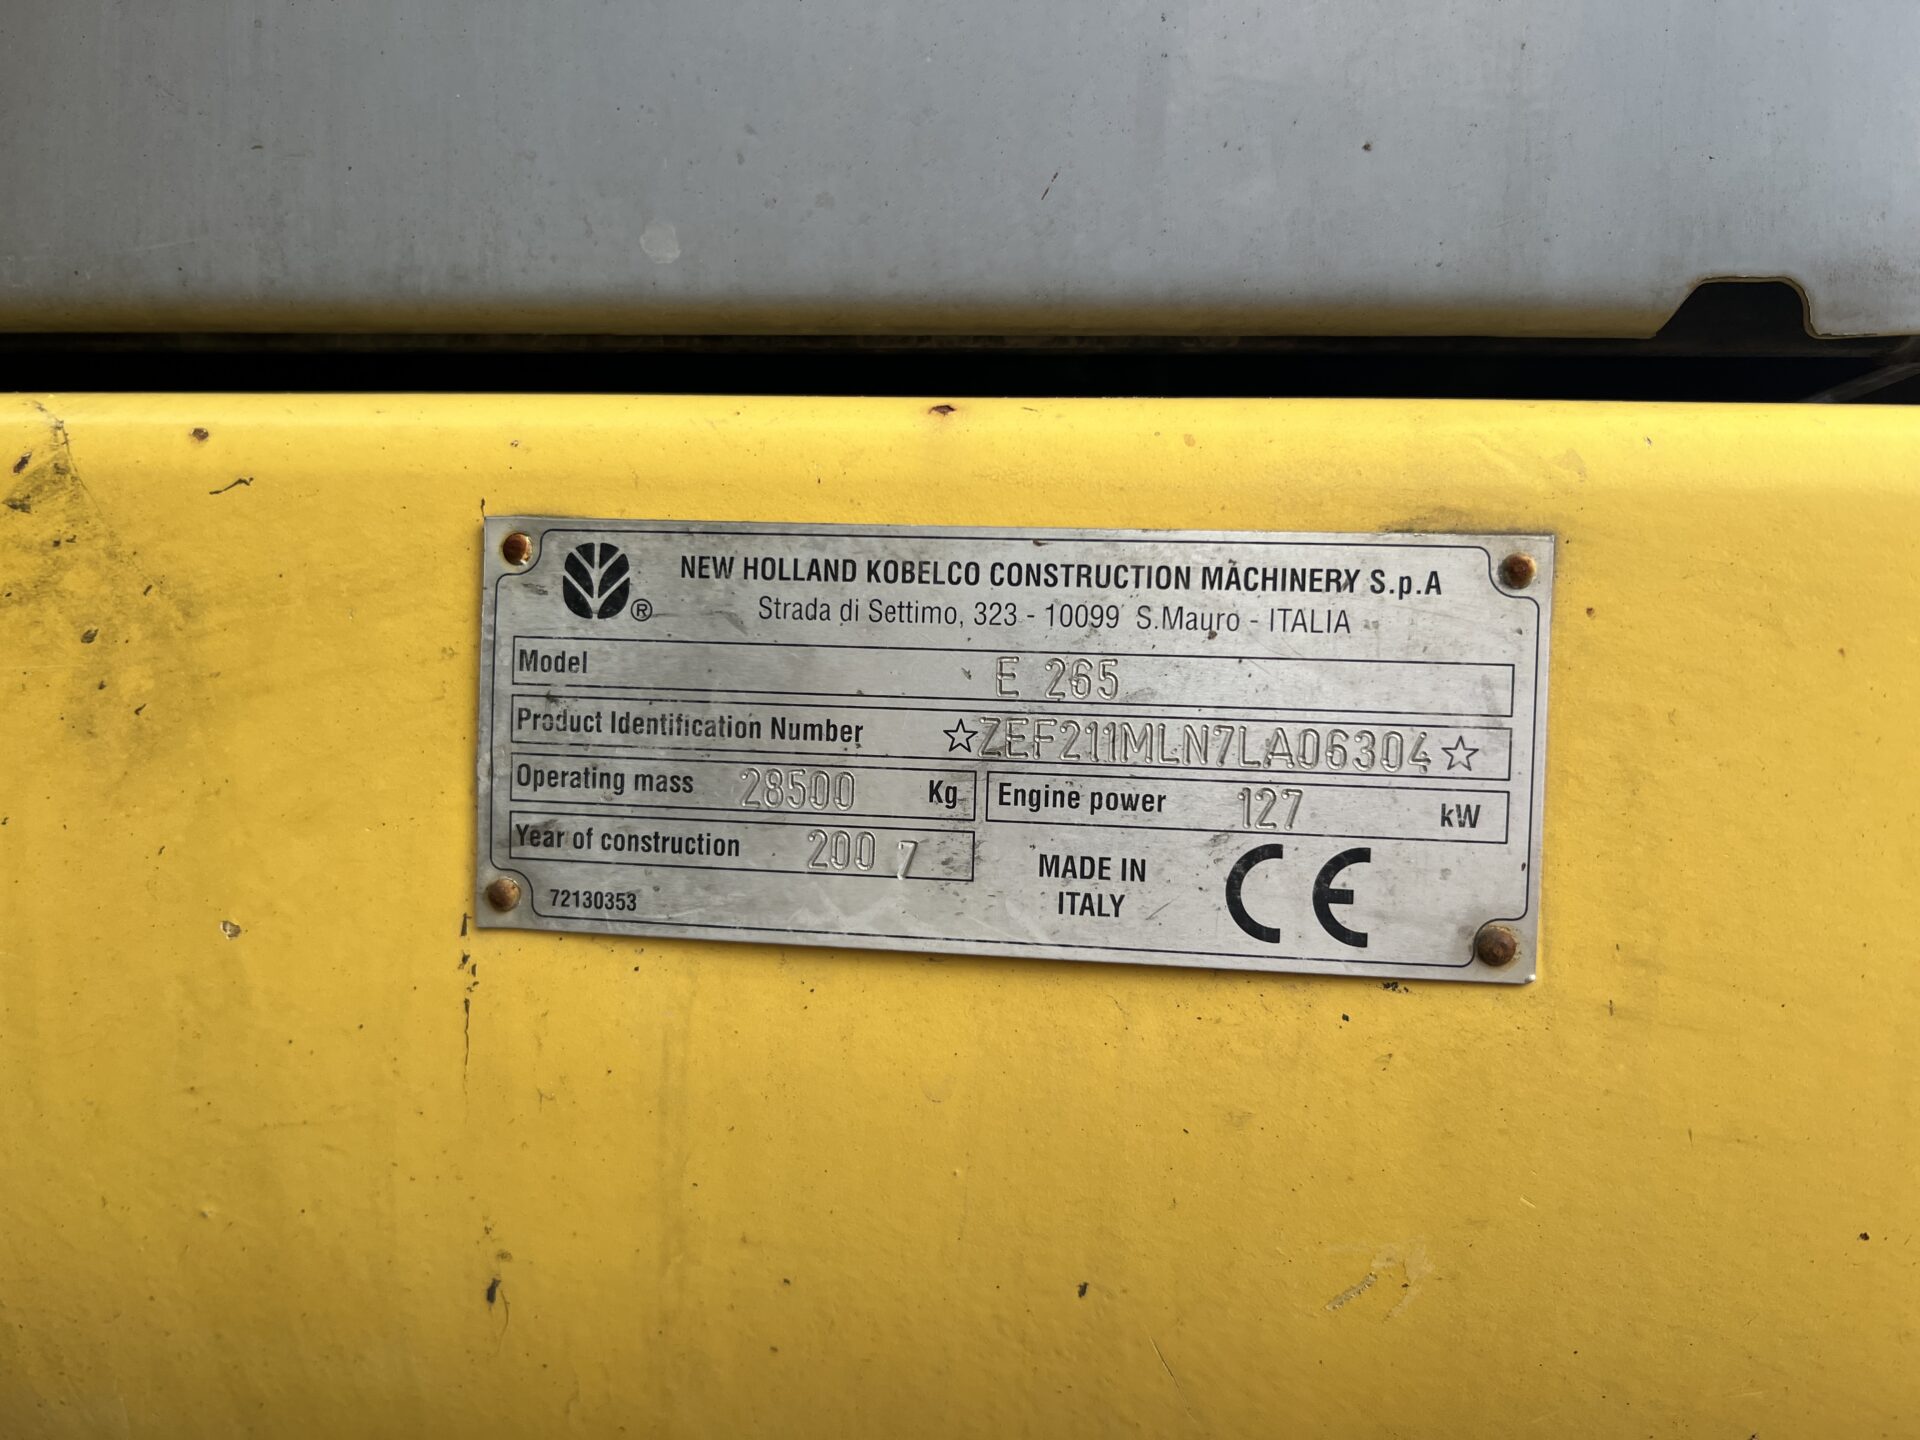 NEW HOLLAND KOBELCO CONSTRUCTION MACHINERY S.p.A
®
Strada di Settimo, 323 - 10099 S.Mauro - ITALIA
Model E 265
Product Identification Number ☆ZEF211MLN7LA06304☆
Operating mass 28500 Kg Engine power 127 kW
Year of construction 200 7
MADE IN
ITALY
CE
72130353